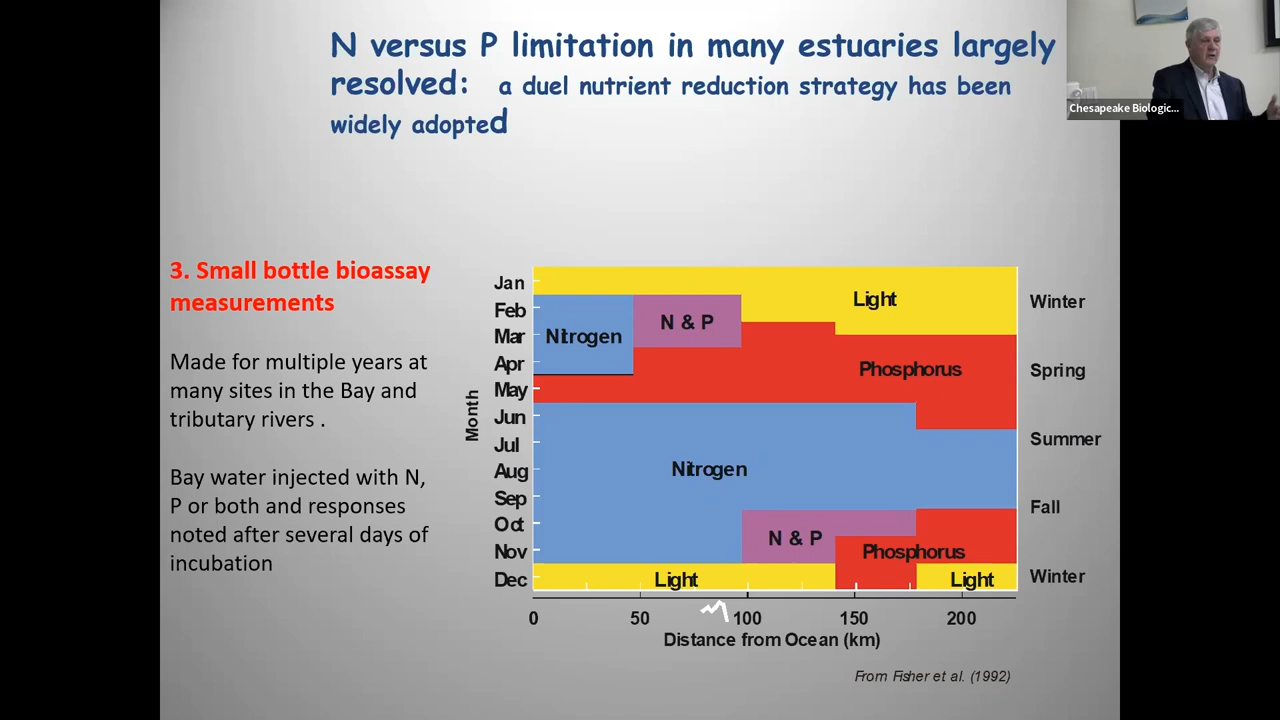 N versus P limitation in many estuaries largely
resolved: a duel nutrient reduction strategy has been
widely adopted
Chesapeake Biologic...
3. Small bottle bioassay
measurements
Made for multiple years at
many sites in the Bay and
tributary rivers .
Bay water injected with N,
P or both and responses
noted after several days of
incubation
Month
Jan
Feb
Mar
Apr
May
Jun
Jul
Aug
Sep
Oct
Nov
Dec
Light
Nitrogen
N & P
Phosphorus
Nitrogen
N & P
Phosphorus
Light
Light
Winter
Spring
Summer
Fall
Winter
0 50 100 150 200
Distance from Ocean (km)
From Fisher et al. (1992)